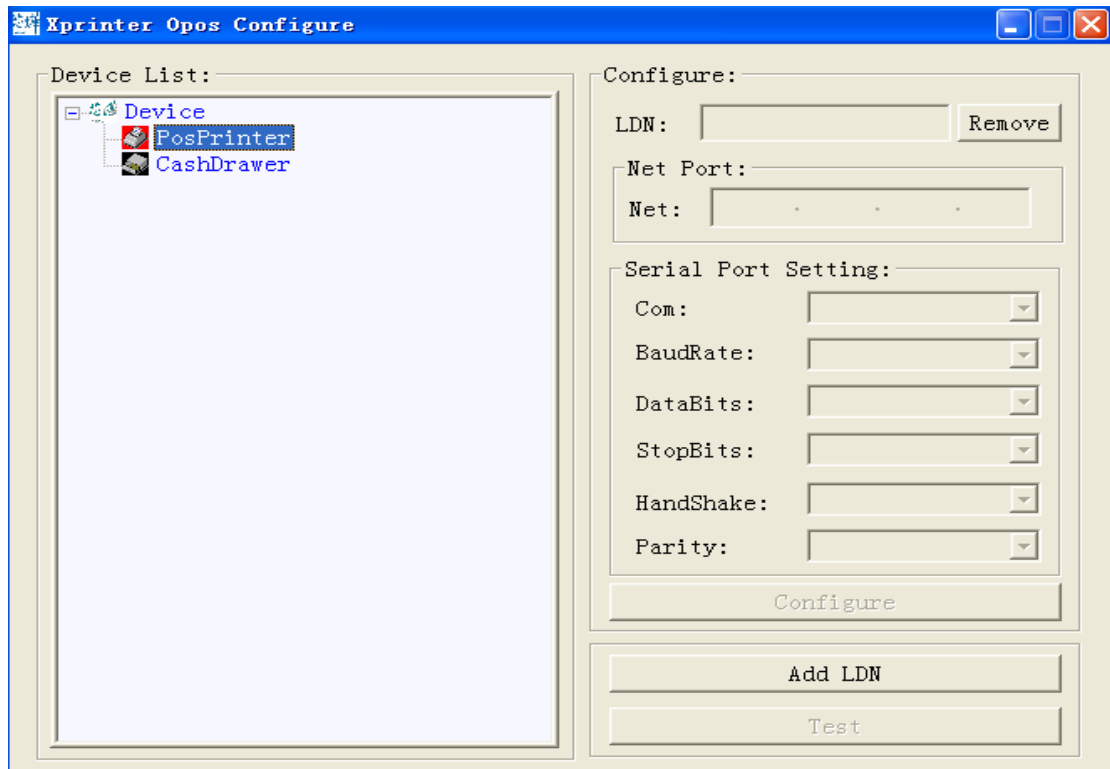 Xprinter Opos Configure
Device List:
Device
PosPrinter
CashDrawer
Configure:
LDN:
Remove
Net Port:
Net: . . .
Serial Port Setting:
Com:
BaudRate:
DataBits:
StopBits:
HandShake:
Parity:
Configure
Add LDN
Test